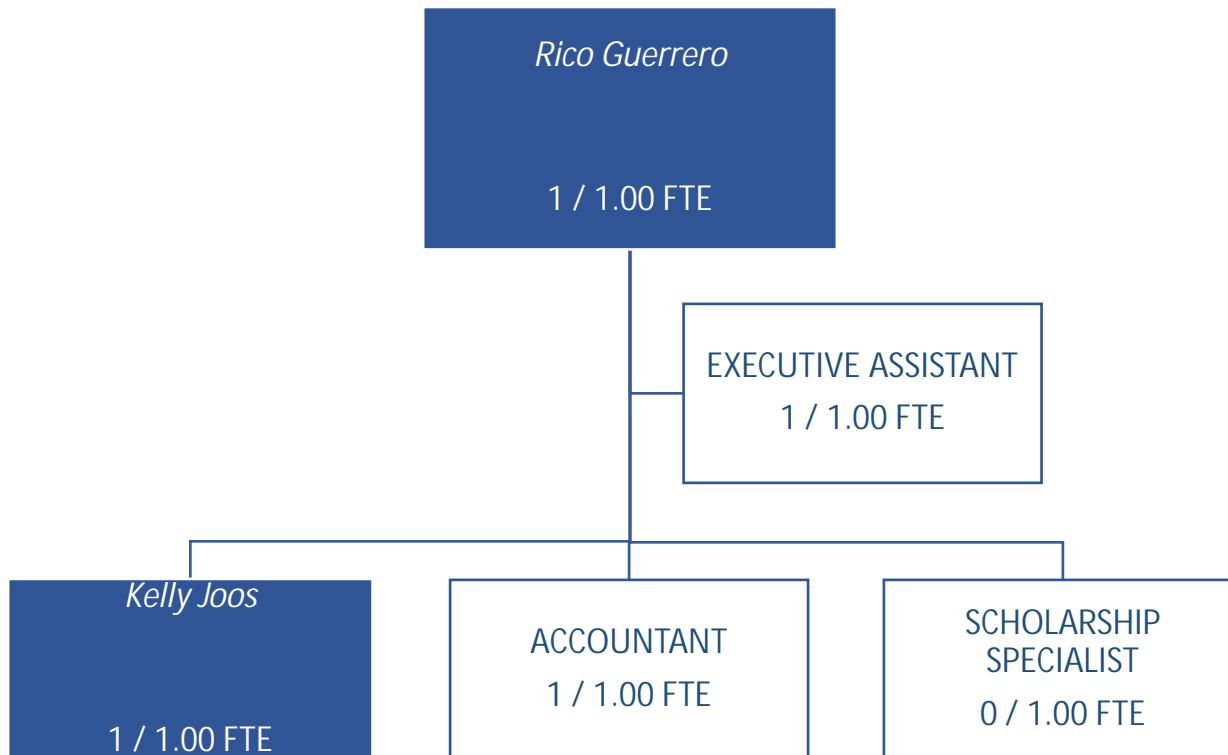 Rico Guerrero
1 / 1.00 FTE
EXECUTIVE ASSISTANT
1 / 1.00 FTE
Kelly Joos
1 / 1.00 FTE
ACCOUNTANT
1 / 1.00 FTE
SCHOLARSHIP
SPECIALIST
0 / 1.00 FTE